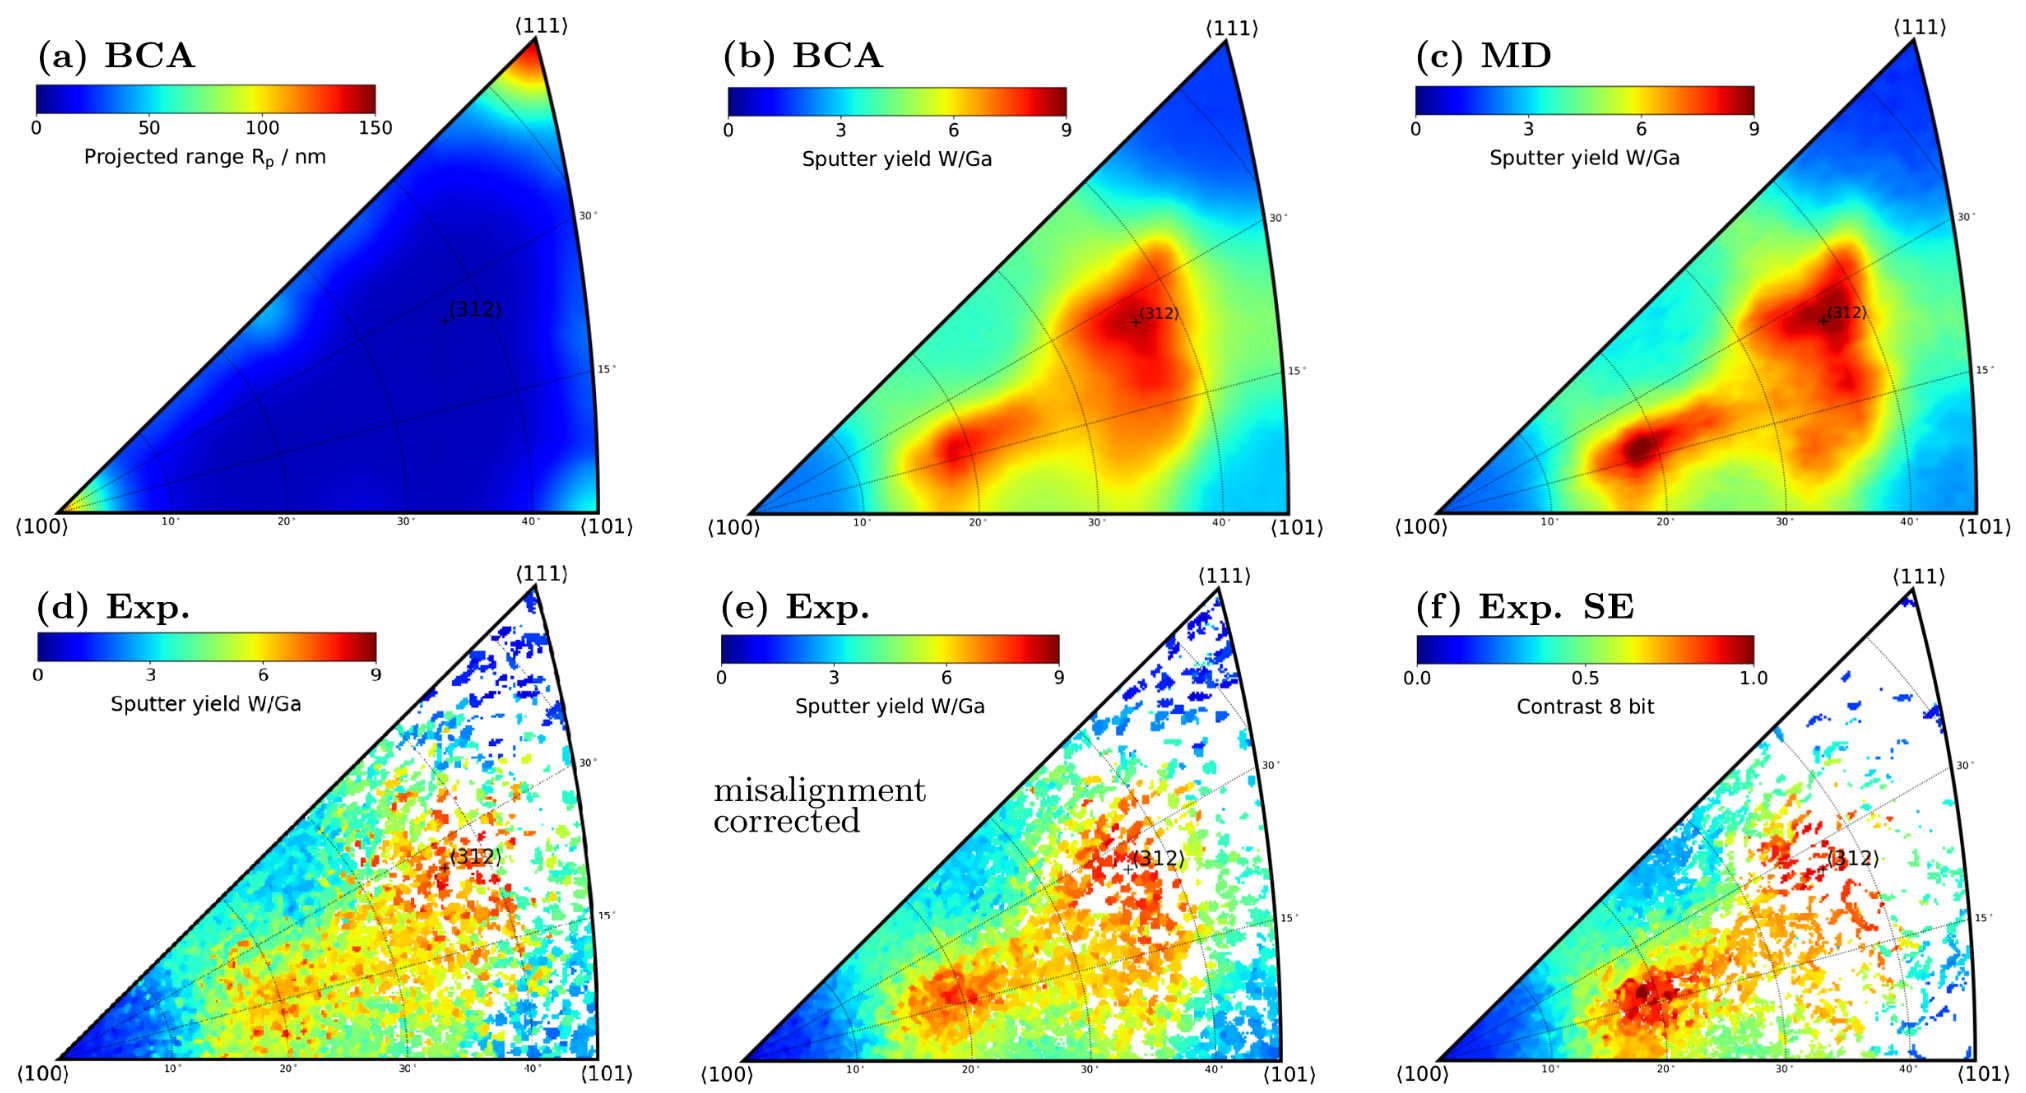 (a) BCA
0 50 100 150
Projected range Rp / nm
⟨111⟩
30°
⟨312⟩
15°
⟨100⟩ 10° 20° 30° 40° ⟨101⟩
(b) BCA
0 3 6 9
Sputter yield W/Ga
⟨111⟩
30°
⟨312⟩
15°
⟨100⟩ 10° 20° 30° 40° ⟨101⟩
(c) MD
0 3 6 9
Sputter yield W/Ga
⟨111⟩
30°
⟨312⟩
15°
⟨100⟩ 10° 20° 30° 40° ⟨101⟩
(d) Exp.
0 3 6 9
Sputter yield W/Ga
⟨111⟩
30°
⟨312⟩
15°
⟨100⟩ 10° 20° 30° 40° ⟨101⟩
(e) Exp.
0 3 6 9
Sputter yield W/Ga
misalignment
corrected
⟨111⟩
30°
⟨312⟩
15°
⟨100⟩ 10° 20° 30° 40° ⟨101⟩
(f) Exp. SE
0.0 0.5 1.0
Contrast 8 bit
⟨111⟩
30°
⟨312⟩
15°
⟨100⟩ 10° 20° 30° 40° ⟨101⟩